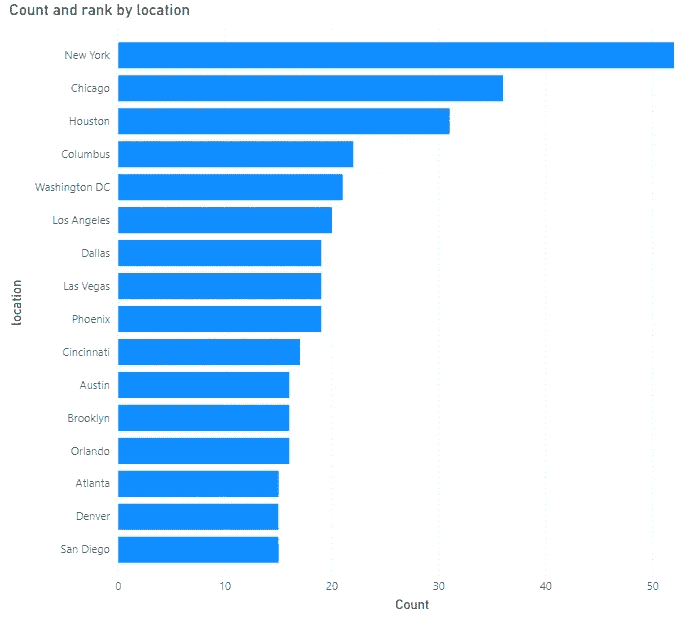 Count and rank by location
location
New York
Chicago
Houston
Columbus
Washington DC
Los Angeles
Dallas
Las Vegas
Phoenix
Cincinnati
Austin
Brooklyn
Orlando
Atlanta
Denver
San Diego
0 10 20 30 40 50
Count